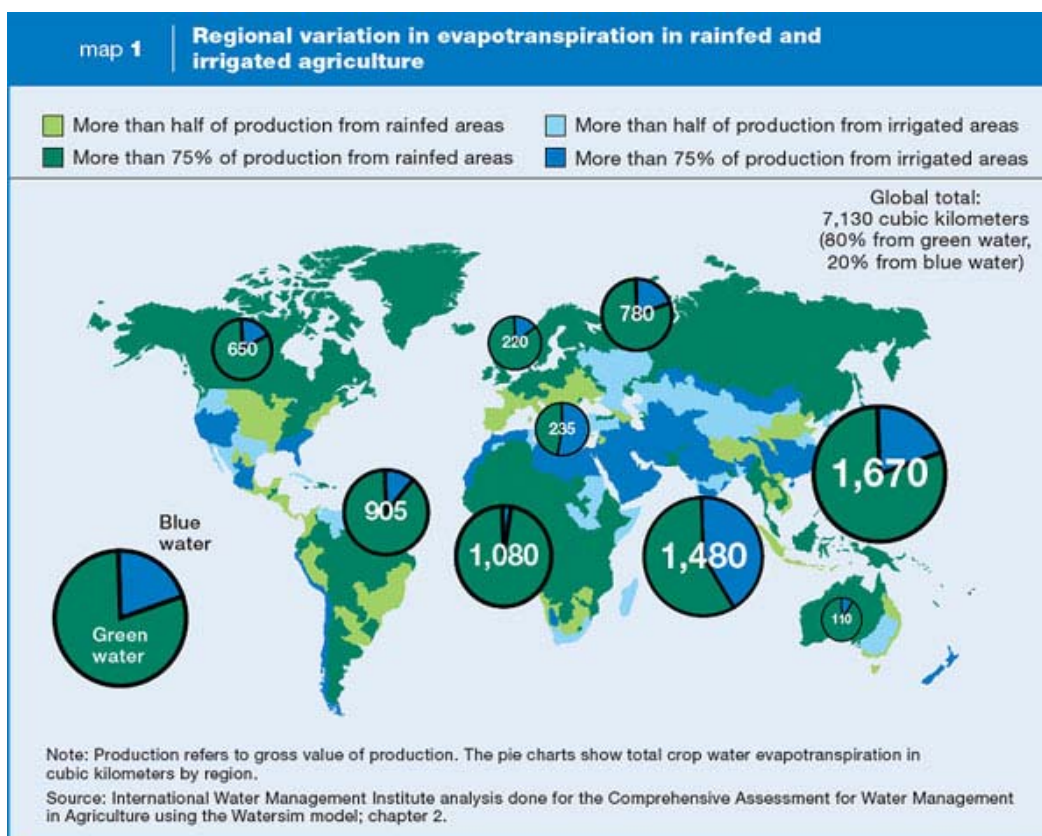 map 1
Regional variation in evapotranspiration in rainfed and
irrigated agriculture
More than half of production from rainfed areas
More than half of production from irrigated areas
More than 75% of production from rainfed areas
More than 75% of production from irrigated areas
Global total:
7,130 cubic kilometers
(80% from green water,
20% from blue water)
780
650
220
235
1,670
905
Blue
water
1,080
1,480
110
Green
water
Note: Production refers to gross value of production. The pie charts show total crop water evapotranspiration in
cubic kilometers by region.
Source: International Water Management Institute analysis done for the Comprehensive Assessment for Water Management
in Agriculture using the Watersim model; chapter 2.